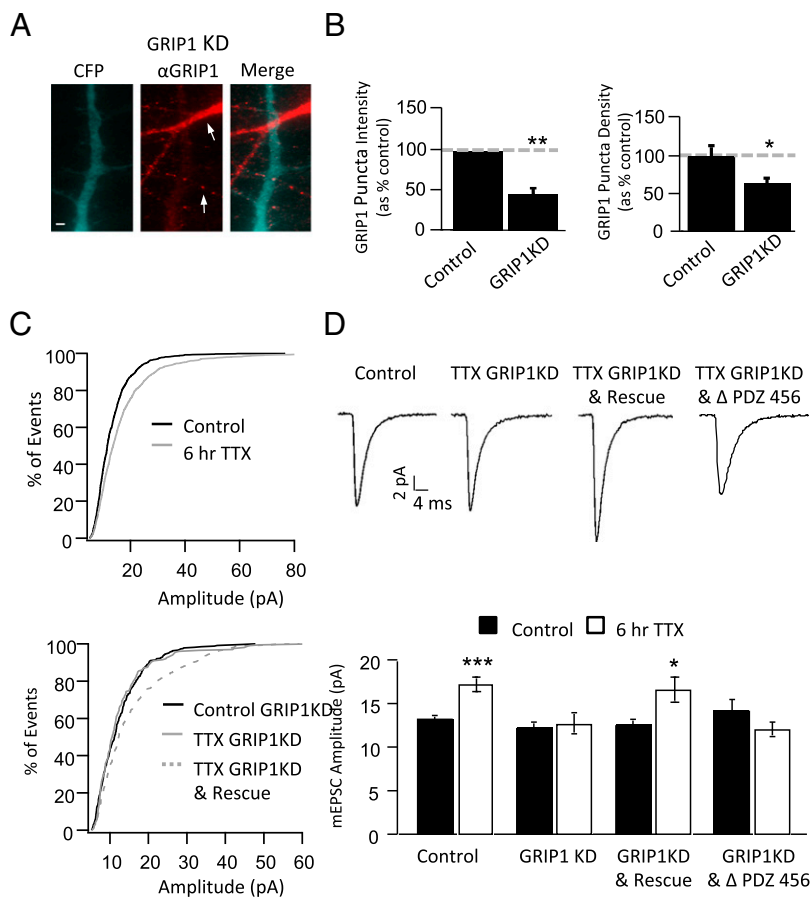 A
GRIP1 KD
CFP
αGRIP1
Merge
B
GRIP1 Puncta Intensity
(as % control)
150
100
50
0
**
Control
GRIP1KD
GRIP1 Puncta Density
(as % control)
150
100
50
0
*
Control
GRIP1KD
C
% of Events
100
80
60
40
20
0
Control
6 hr TTX
20
40
60
80
Amplitude (pA)
% of Events
100
80
60
40
20
0
Control GRIP1KD
TTX GRIP1KD
TTX GRIP1KD
& Rescue
10
20
30
40
50
60
Amplitude (pA)
D
Control
TTX GRIP1KD
TTX GRIP1KD
& Rescue
TTX GRIP1KD
& Δ PDZ 456
2 pA
4 ms
Control
6 hr TTX
mEPSC Amplitude (pA)
20
15
10
5
0
***
*
Control
GRIP1 KD
GRIP1KD
& Rescue
GRIP1KD
& Δ PDZ 456